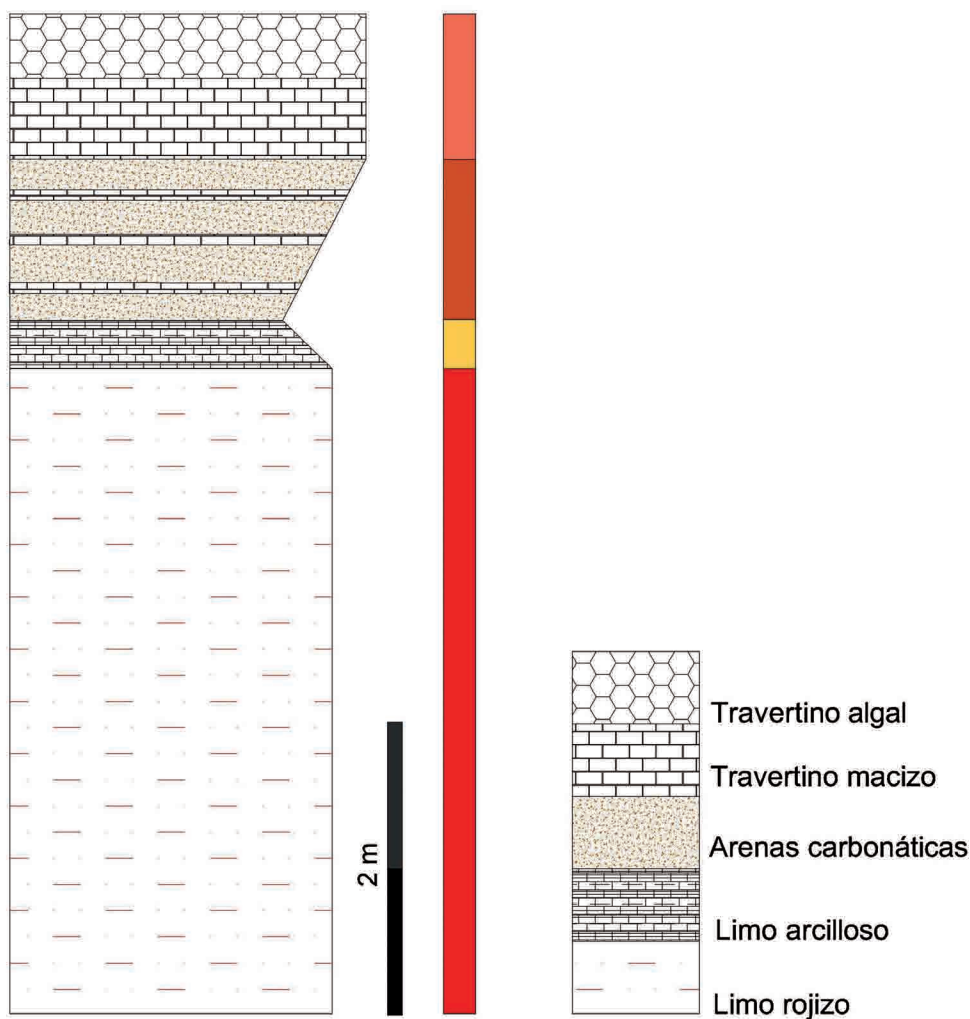 2 m
Travertino algal
Travertino macizo
Arenas carbonáticas
Limo arcilloso
Limo rojizo